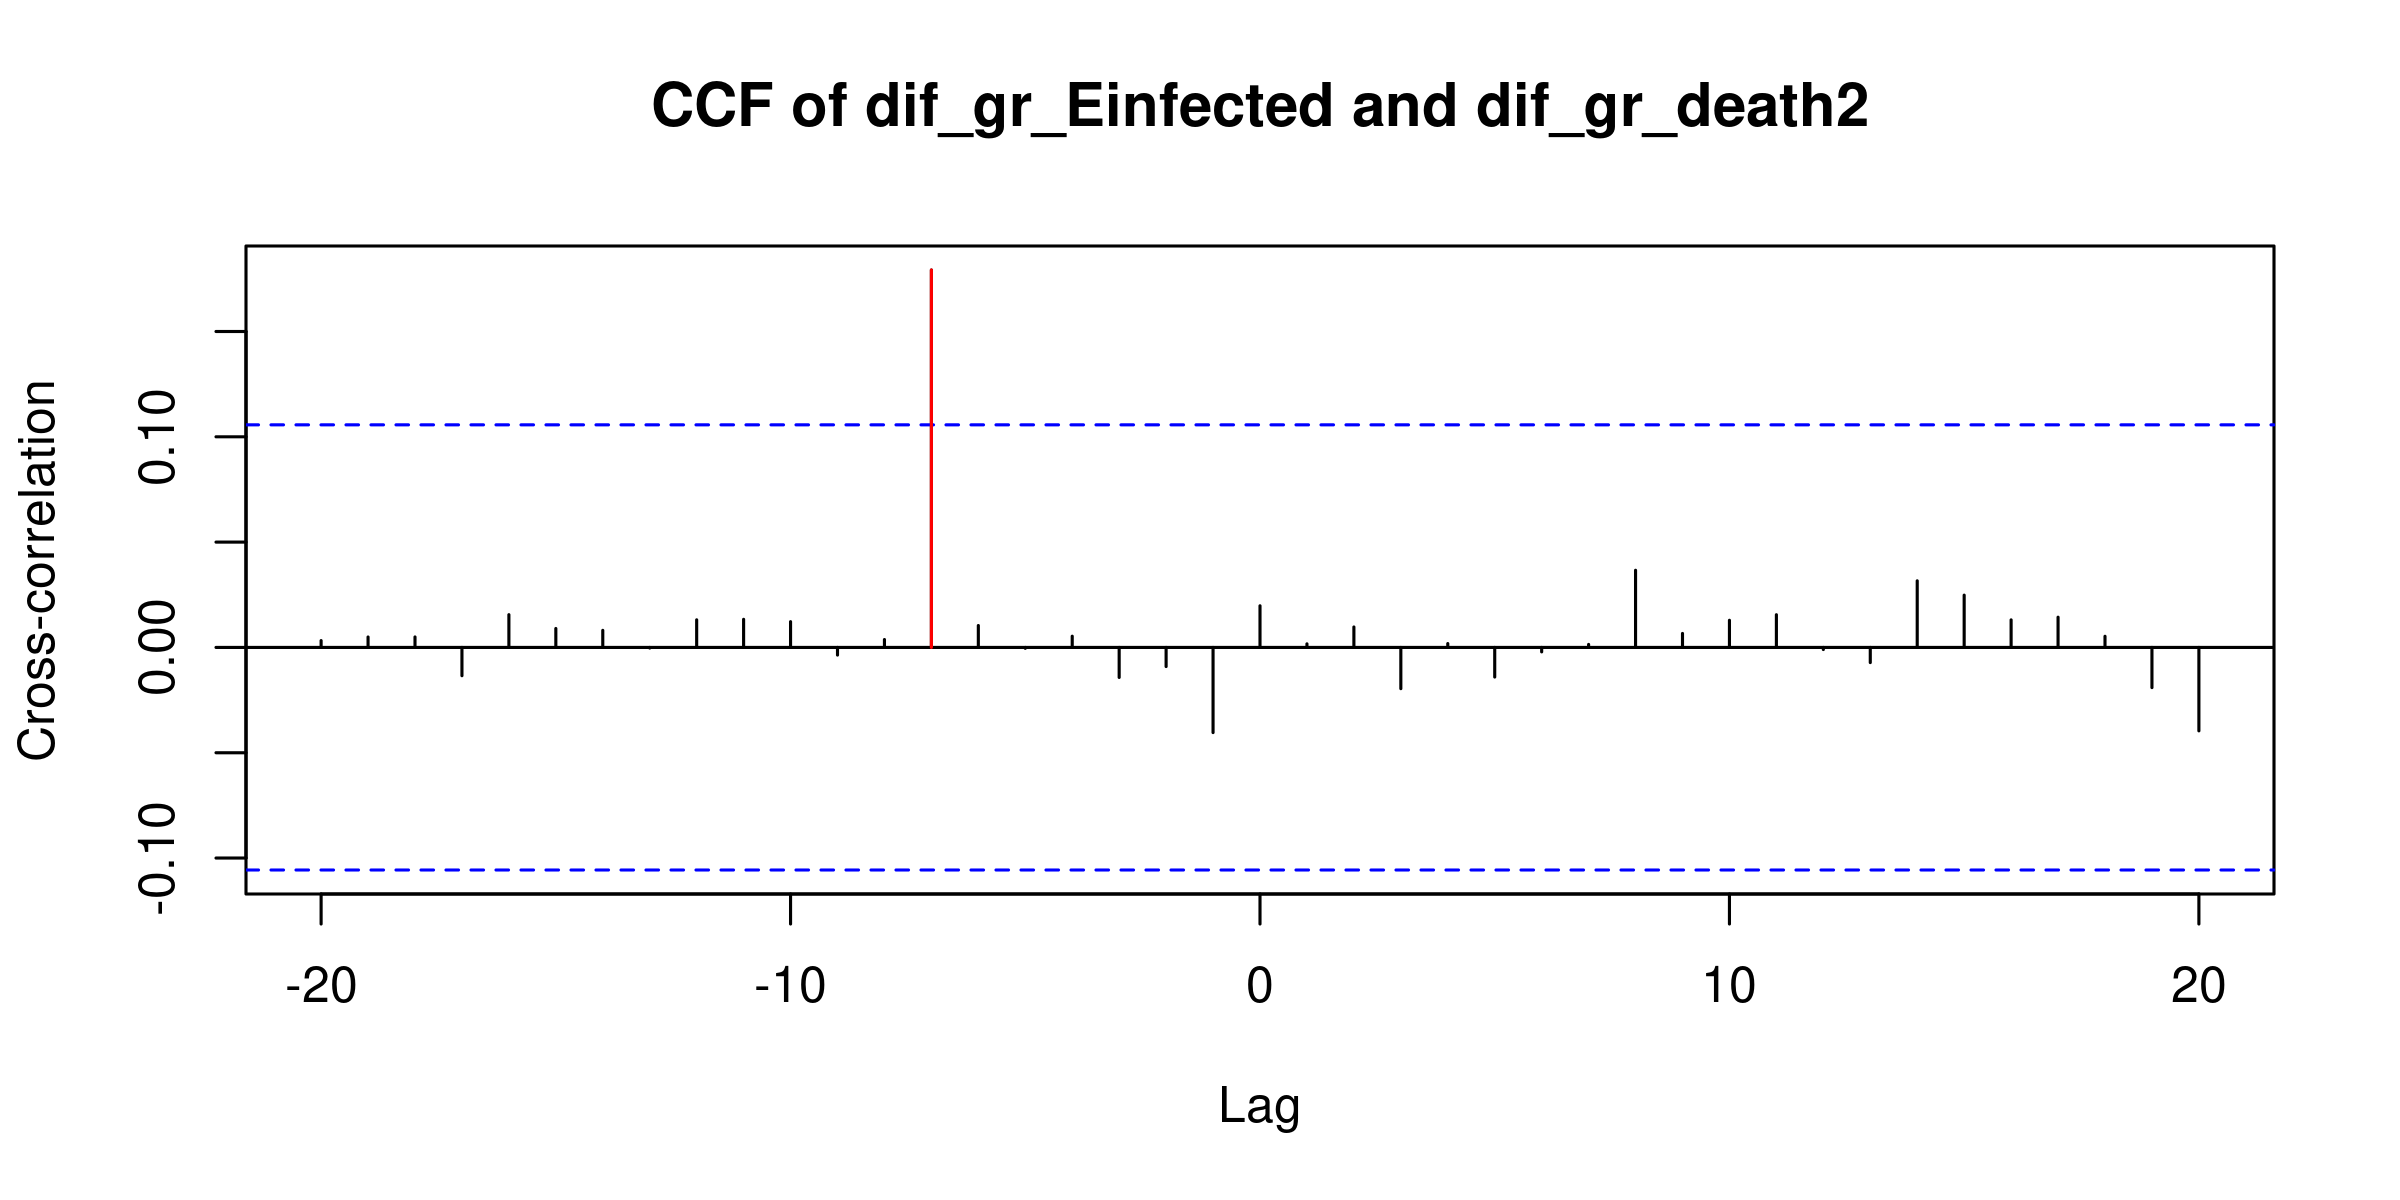 CCF of dif_gr_Einfected and dif_gr_death2
Cross-correlation
0.10
0.00
-0.10
-20
-10
0
10
20
Lag